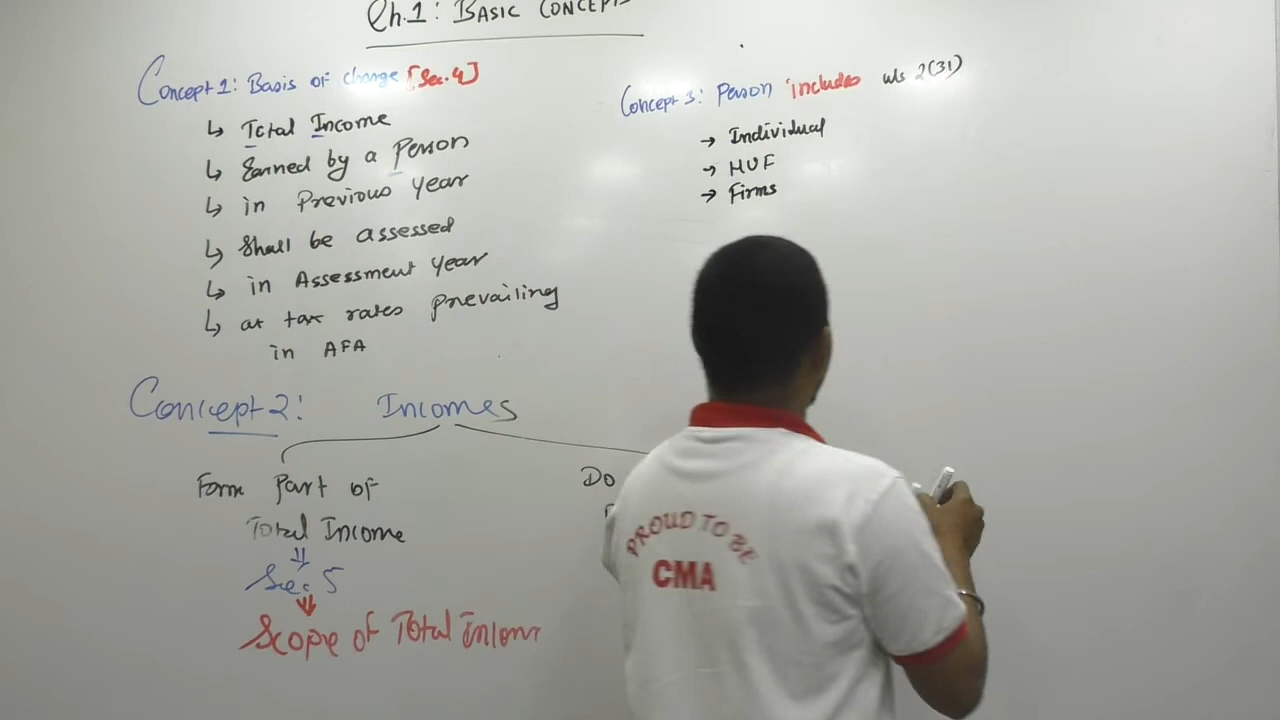 Ch.1: BASIC CONCEPTS
Concept 1: Basis of charge [Sec.4]
↳ Total Income
↳ Earned by a Person
↳ in Previous year
↳ Shall be assessed
↳ in Assessment year
↳ at tax rates prevailing
in AFA
Concept 2: Incomes
Form Part of
Total Income
Sec. 5
Scope of Total Incom
Do
Concept 3: Person includes u/s 2(31)
→ Individual
→ HUF
→ Firms
PROUD TO BE
CMA